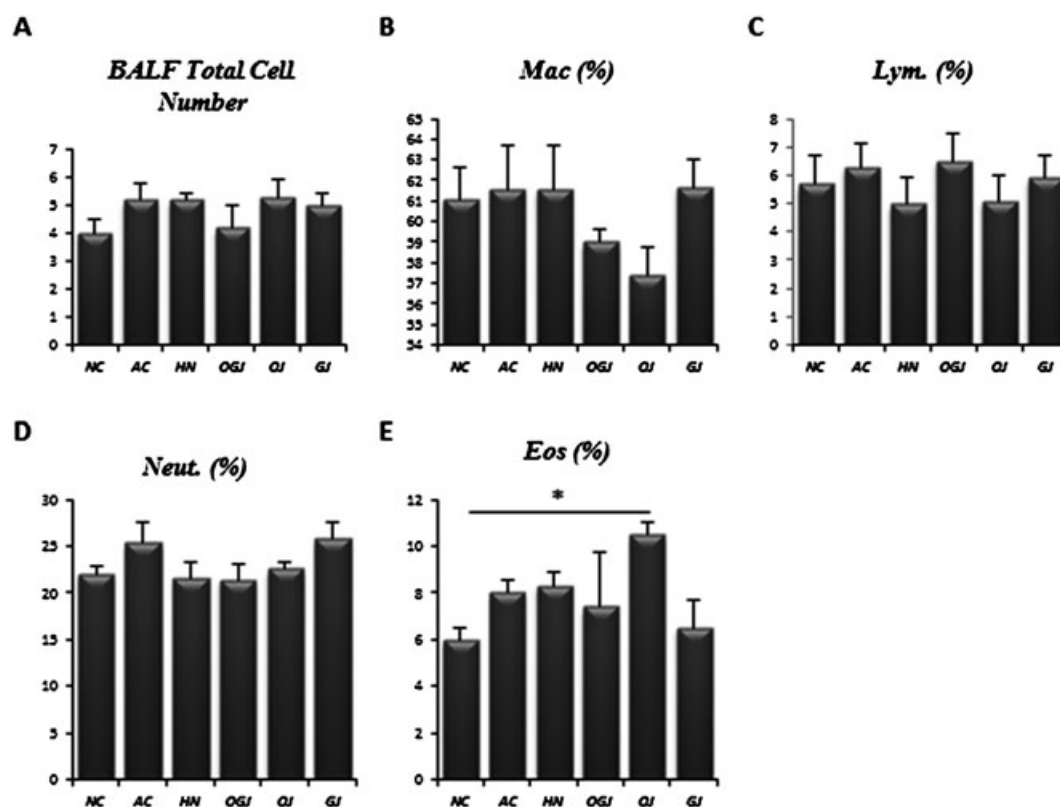 A
BALF Total Cell
Number
7
6
5
4
3
2
1
0
NC AC HN OGJ OJ GJ
B
Mac (%)
65
64
63
62
61
60
59
58
57
56
55
54
NC AC HN OGJ OJ GJ
C
Lym. (%)
8
7
6
5
4
3
2
1
0
NC AC HN OGJ OJ GJ
D
Neut. (%)
30
25
20
15
10
5
0
NC AC HN OGJ OJ GJ
E
Eos (%)
*
12
10
8
6
4
2
0
NC AC HN OGJ OJ GJ